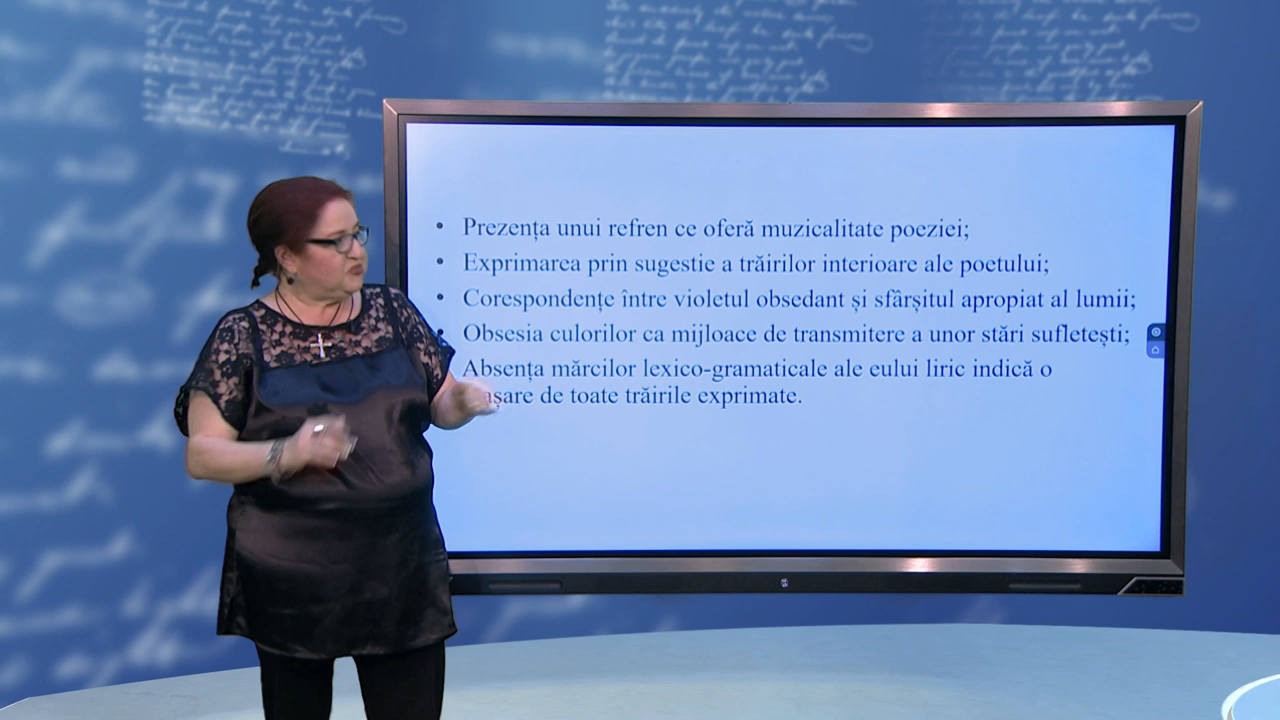 • Prezența unui refren ce oferă muzicalitate poeziei;
• Exprimarea prin sugestie a trăirilor interioare ale poetului;
• Corespondențe între violetul obsedant și sfârșitul apropiat al lumii;
• Obsesia culorilor ca mijloace de transmitere a unor stări sufletești;
Absența mărcilor lexico-gramaticale ale eului liric indică o
de toate trăirile exprimate.